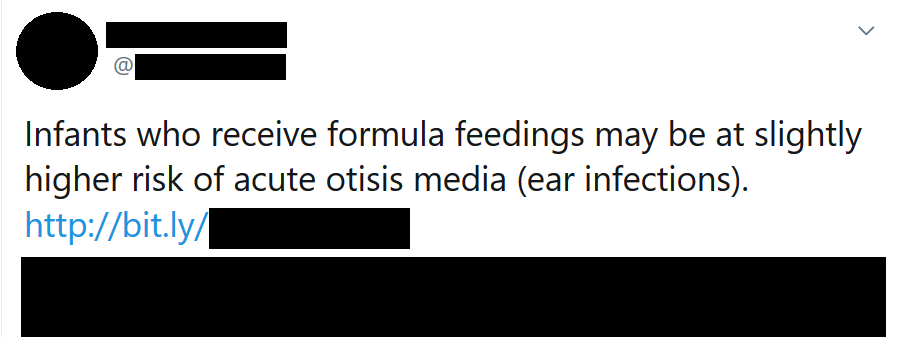 @
Infants who receive formula feedings may be at slightly
higher risk of acute otisis media (ear infections).
http://bit.ly/